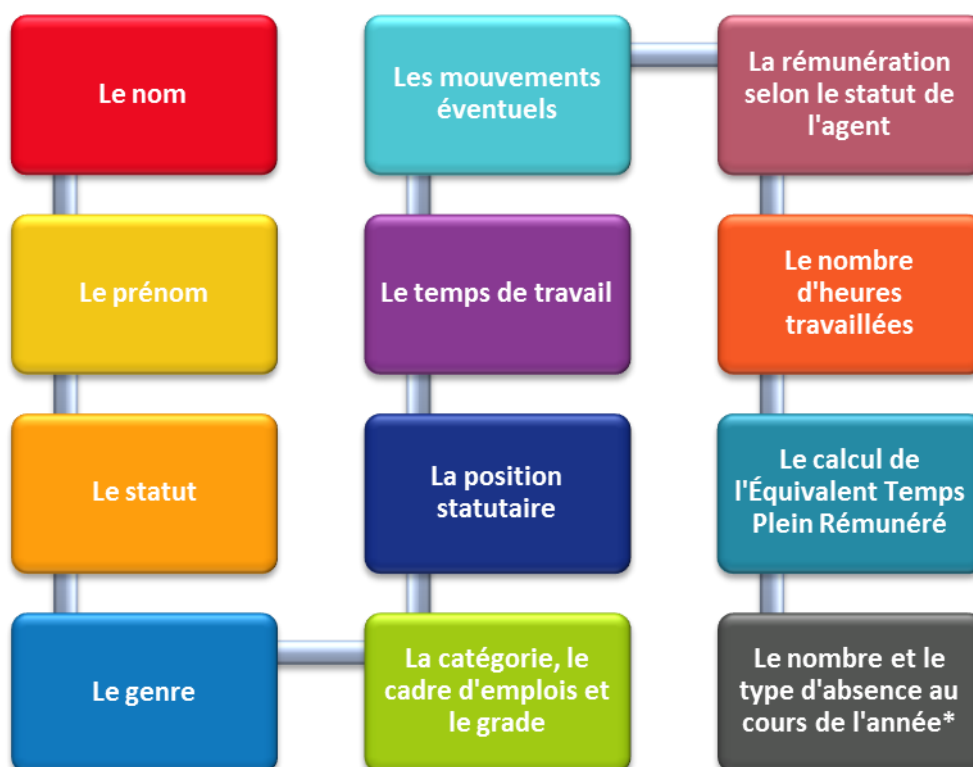 Le nom
Le prénom
Le statut
Le genre
La catégorie, le
cadre d'emplois et
le grade
La position
statutaire
Le temps de travail
Les mouvements
éventuels
La rémunération
selon le statut de
l'agent
Le nombre
d'heures
travaillées
Le calcul de
l'Équivalent Temps
Plein Rémunéré
Le nombre et le
type d'absence au
cours de l'année*